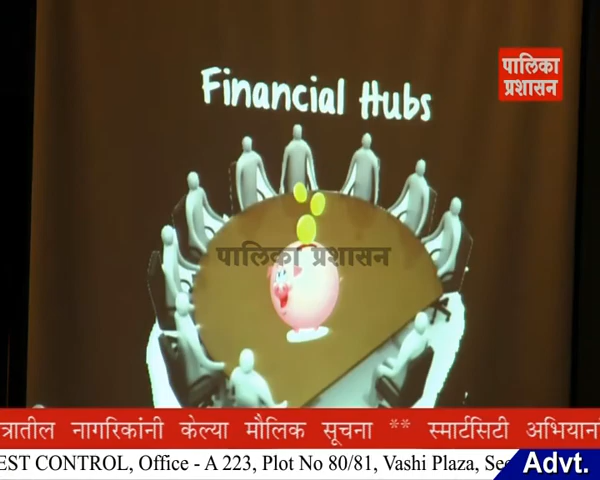 Financial Hubs
पालिका
प्रशासन
पालिका प्रशासन
त्रातील नागरिकांनी केल्या मौलिक सूचना ** स्मार्टसिटी अभियाना
EST CONTROL, Office - A 223, Plot No 80/81, Vashi Plaza, Sec
Advt.